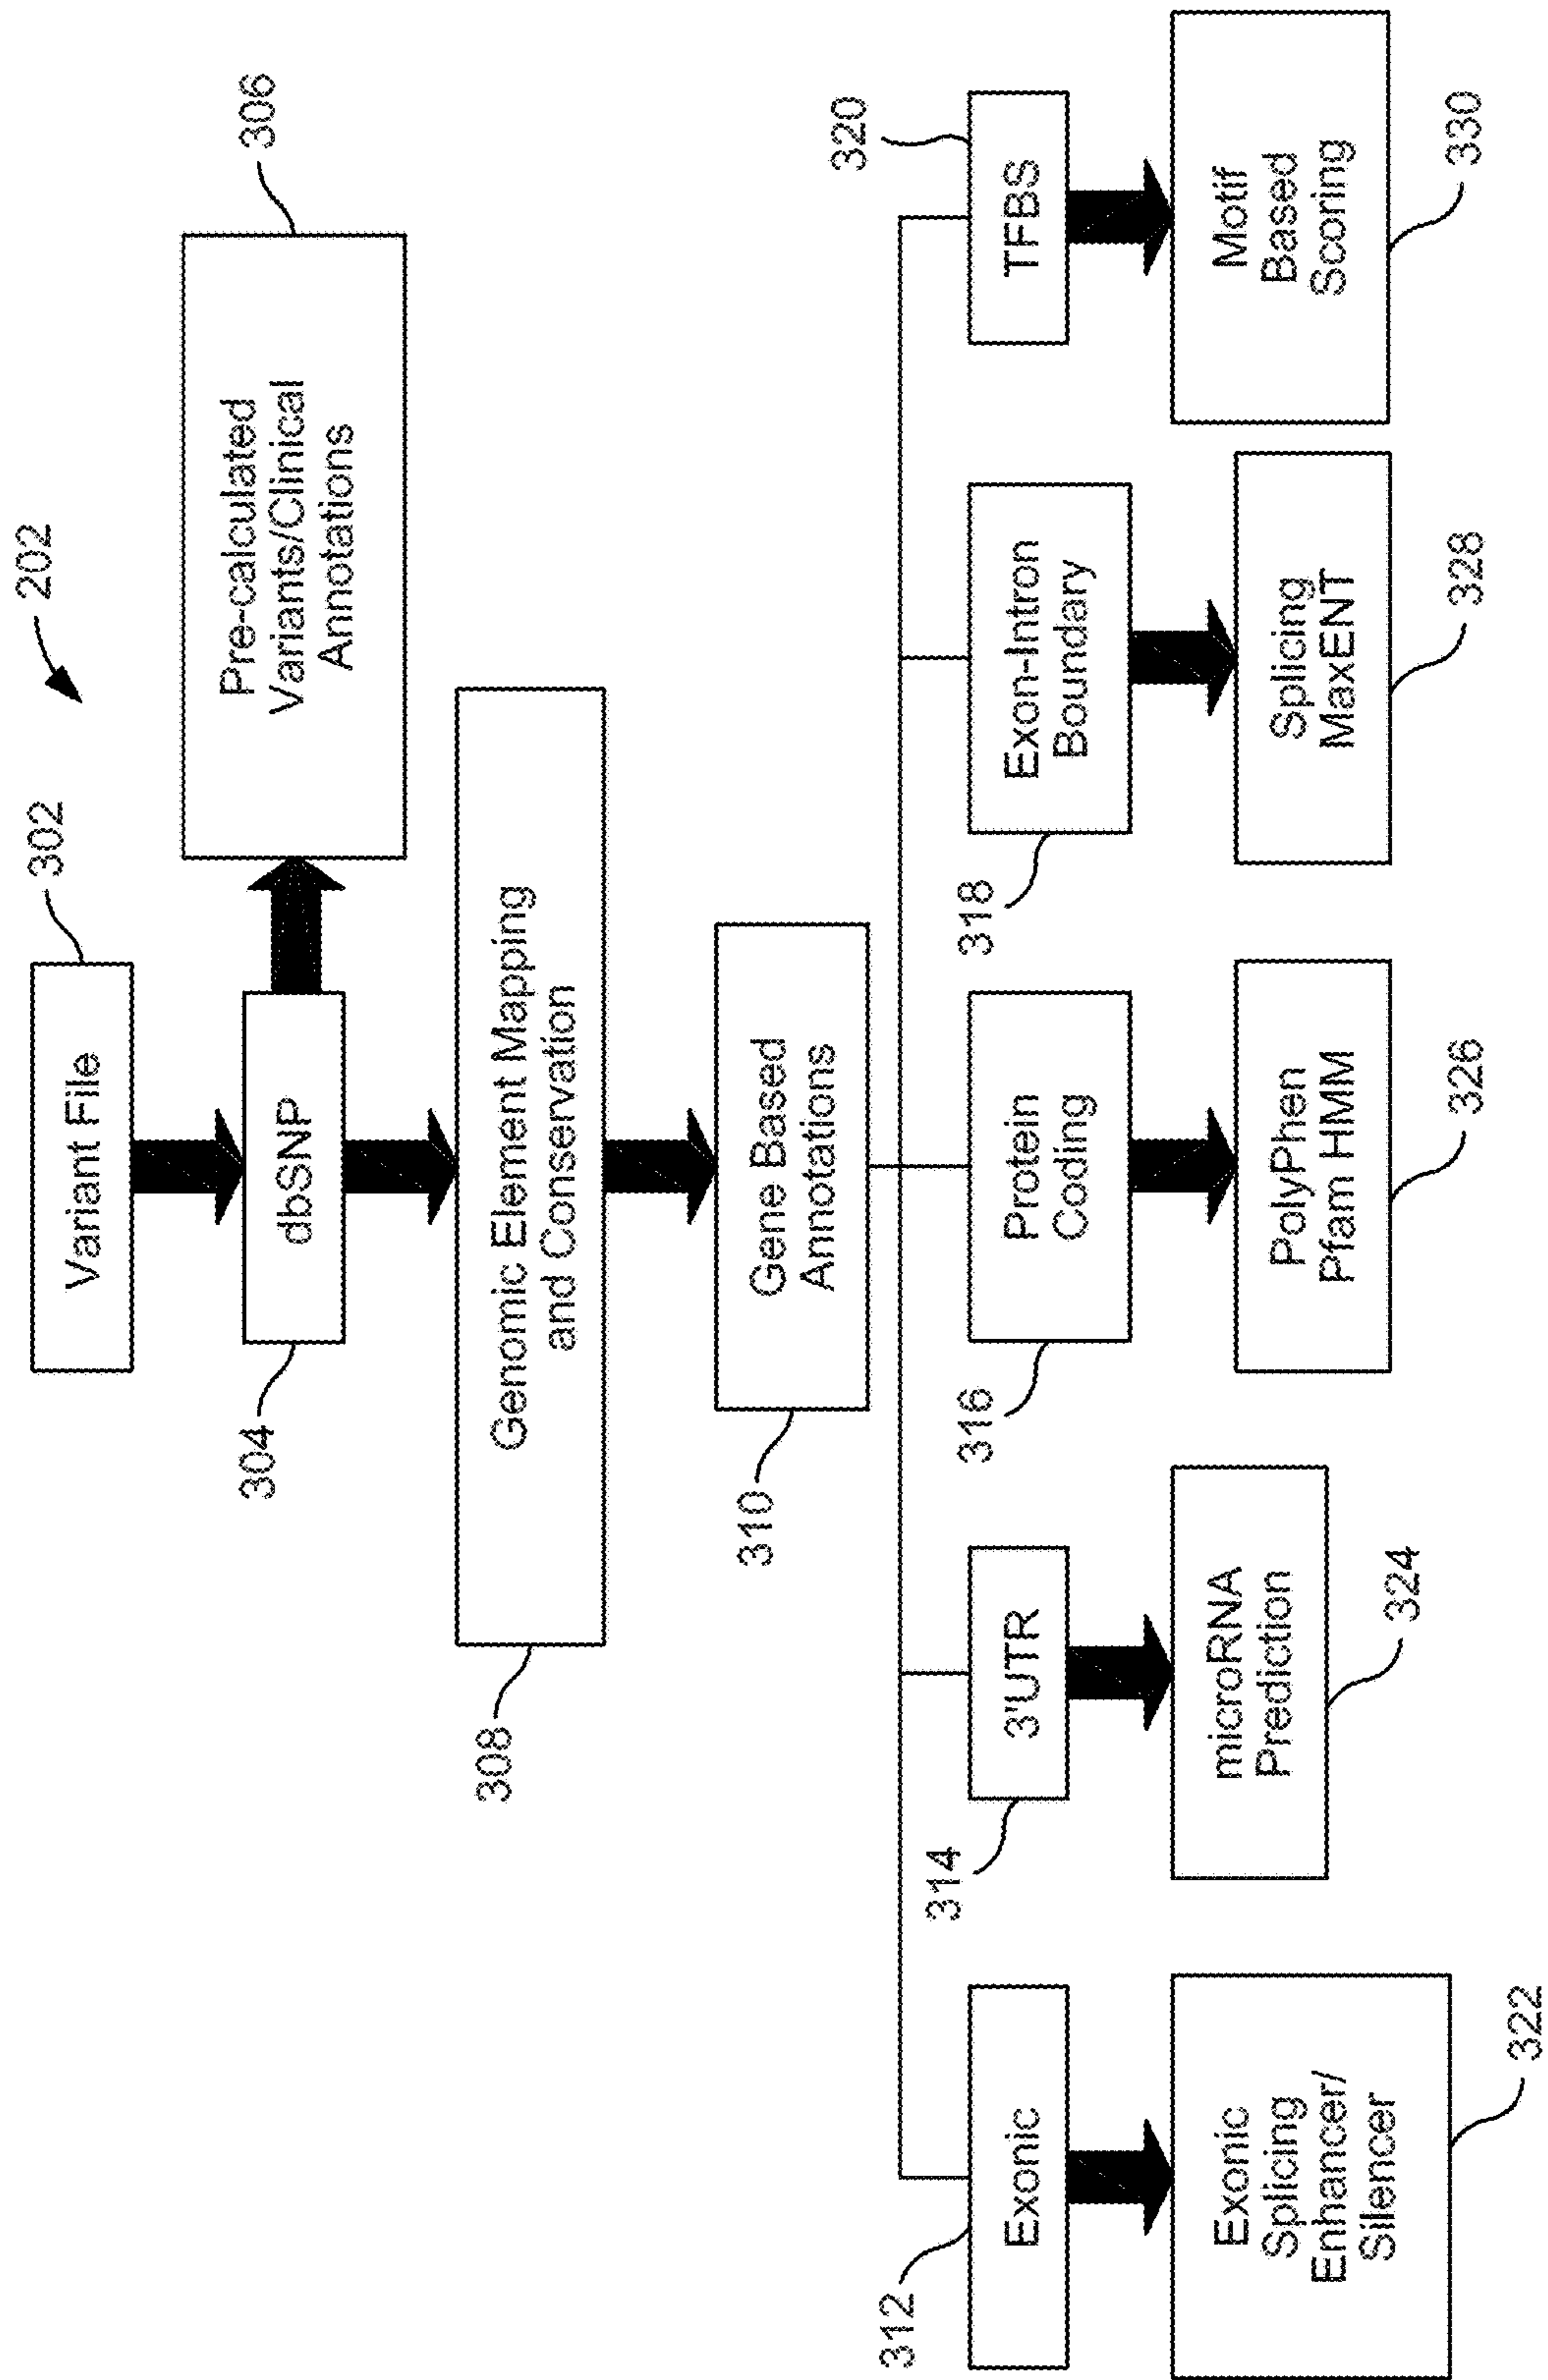 202
302
Variant File
304
dbSNP
306
Pre-calculated
Variants/Clinical
Annotations
308
Genomic Element Mapping
and Conservation
310
Gene Based
Annotations
312
Exonic
314
3'UTR
316
Protein
Coding
318
Exon-Intron
Boundary
320
TFBS
Exonic
Splicing
Enhancer/
Silencer
322
microRNA
Prediction
324
PolyPhen
Pfam HMM
326
Splicing
MaxENT
328
Motif
Based
Scoring
330